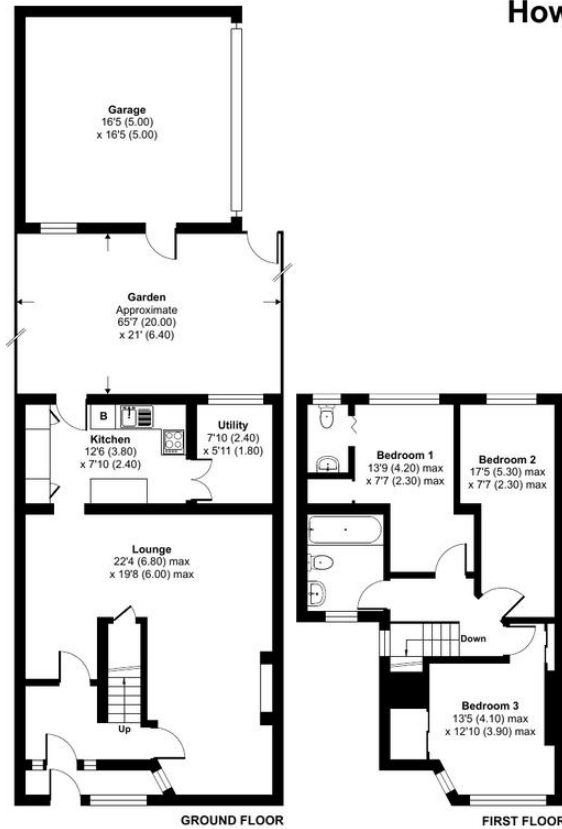 How
Garage
16'5 (5.00)
x 16'5 (5.00)
Garden
Approximate
65'7 (20.00)
x 21' (6.40)
B
Kitchen
12'6 (3.80)
x 7'10 (2.40)
Utility
7'10 (2.40)
x 5'11 (1.80)
Lounge
22'4 (6.80) max
x 19'8 (6.00) max
Up
GROUND FLOOR
Bedroom 1
13'9 (4.20) max
x 7'7 (2.30) max
Bedroom 2
17'5 (5.30) max
x 7'7 (2.30) max
Down
Bedroom 3
13'5 (4.10) max
x 12'10 (3.90) max
FIRST FLOOR